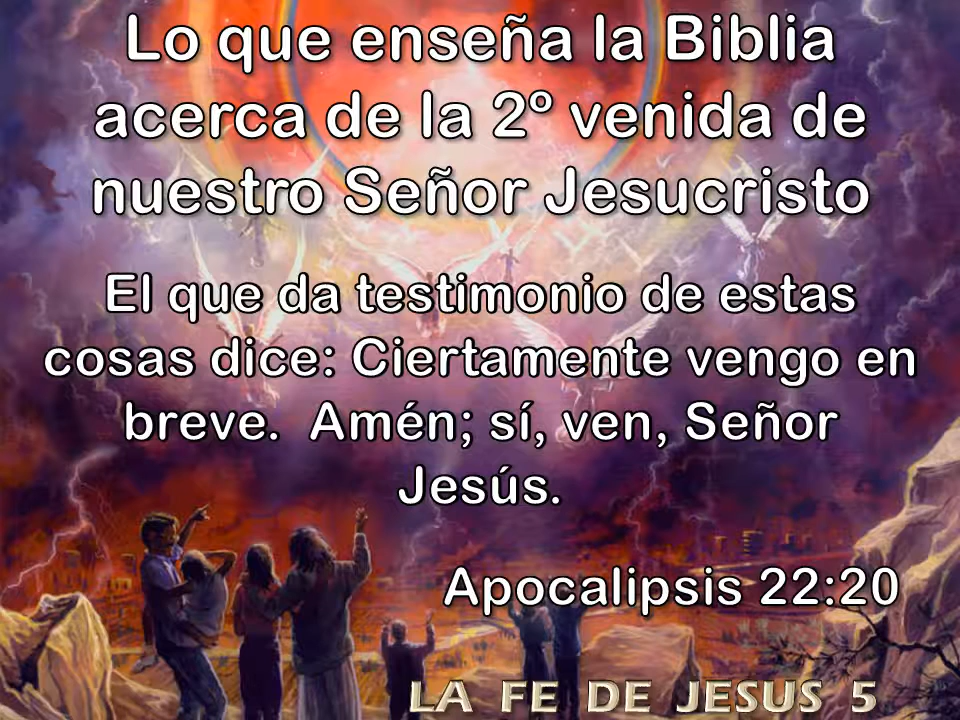 Lo que enseña la Biblia
acerca de la 2º venida de
nuestro Señor Jesucristo
El que da testimonio de estas
cosas dice: Ciertamente vengo en
breve.  Amén; sí, ven, Señor
Jesús.
Apocalipsis 22:20
LA FE DE JESUS 5